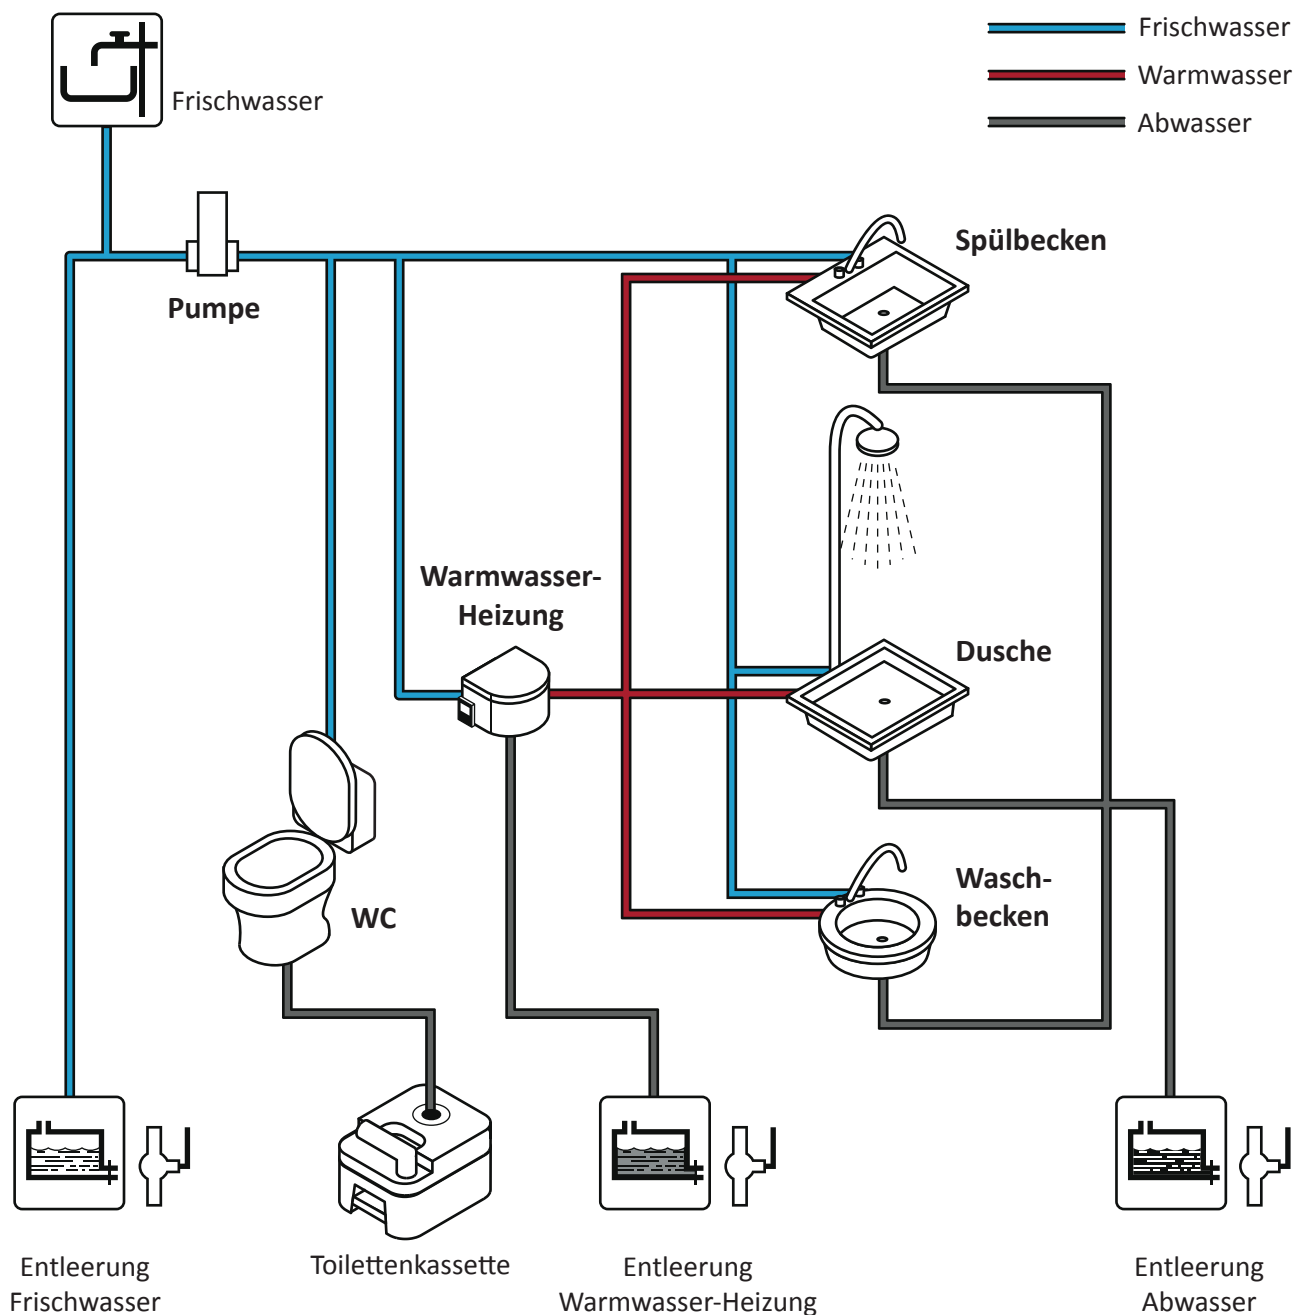 Frischwasser
Warmwasser
Abwasser
Frischwasser
Pumpe
Spülbecken
Warmwasser-
Heizung
Dusche
WC
Wasch-
becken
Entleerung
Frischwasser
Toilettenkassette
Entleerung
Warmwasser-Heizung
Entleerung
Abwasser